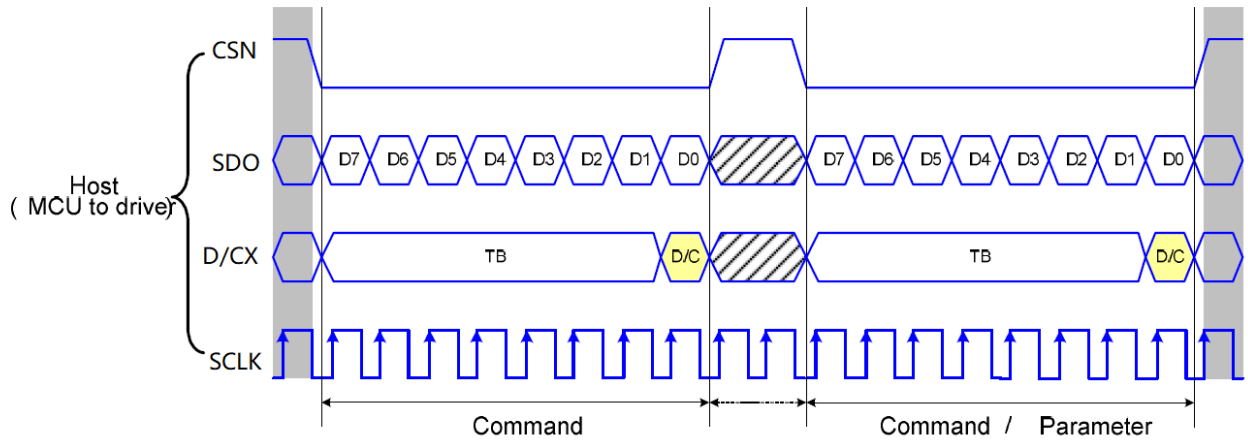 CSN
SDO
D7 D6 D5 D4 D3 D2 D1 D0 D7 D6 D5 D4 D3 D2 D1 D0
Host
( MCU to driver)
D/CX
TB D/C TB D/C
SCLK
Command Command / Parameter